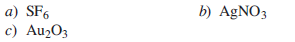 a) SF₆ b) AgNO₃
c) Au₂O₃